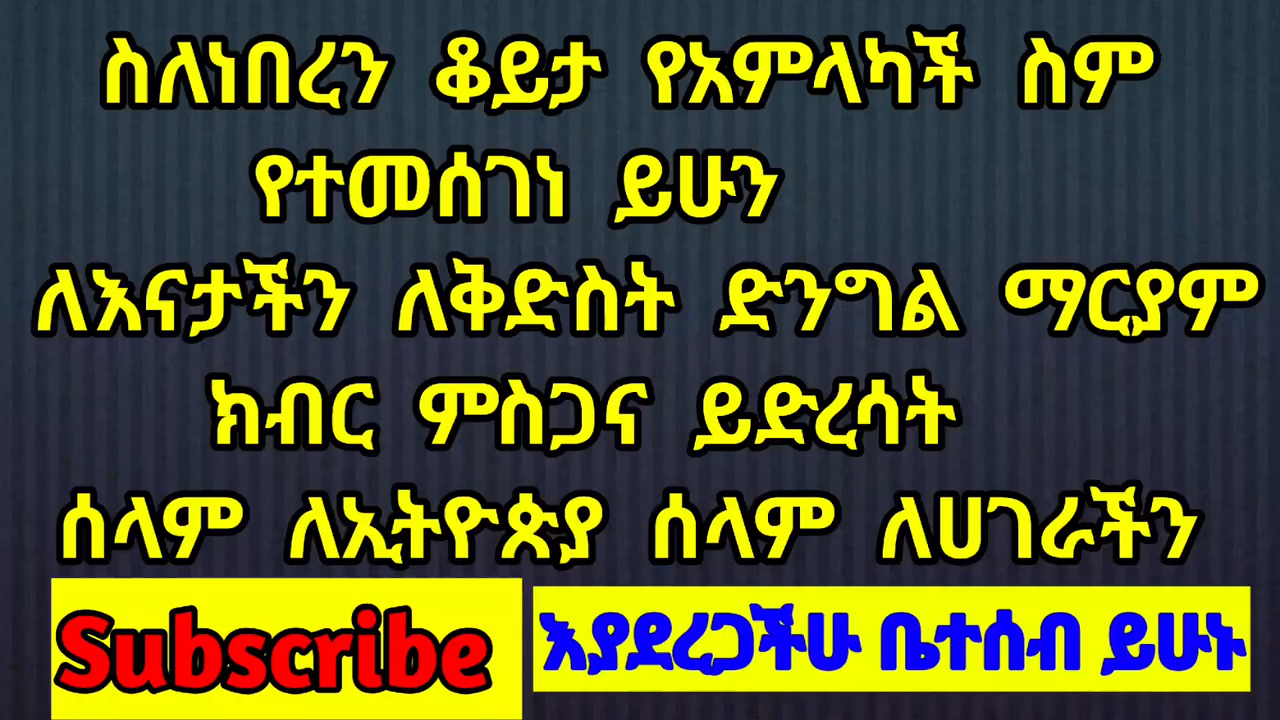 ስለነበረን ቆይታ የአምላካች ስም
የተመሰገነ ይሁን
ለእናታችን ለቅድስት ድንግል ማርያም
ክብር ምስጋና ይድረሳት
ሰላም ለኢትዮጵያ ሰላም ለሀገራችን
Subscribe እያደረጋችሁ ቤተሰብ ይሁኑ